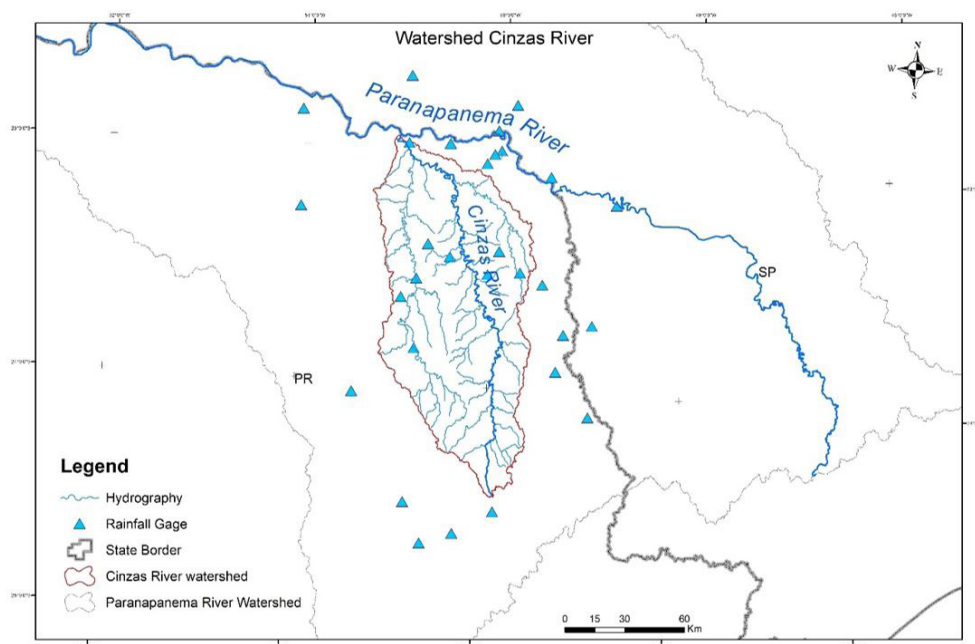 Watershed Cinzas River
N
W
E
S
Paranapanema River
Cinzas River
SP
PR
Legend
Hydrography
Rainfall Gage
State Border
Cinzas River watershed
Paranapanema River Watershed
0 15 30 60
Km